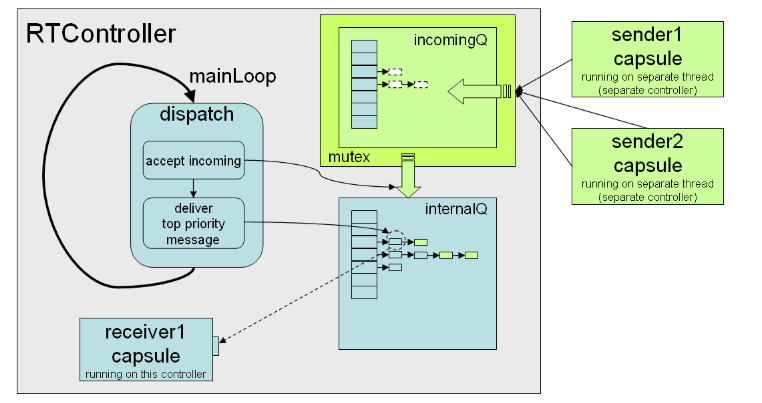 RTController
mainLoop
dispatch
accept incoming
deliver
top priority
message
incomingQ
mutex
internalQ
receiver1
capsule
running on this controller
sender1
capsule
running on separate thread
(separate controller)
sender2
capsule
running on separate thread
(separate controller)